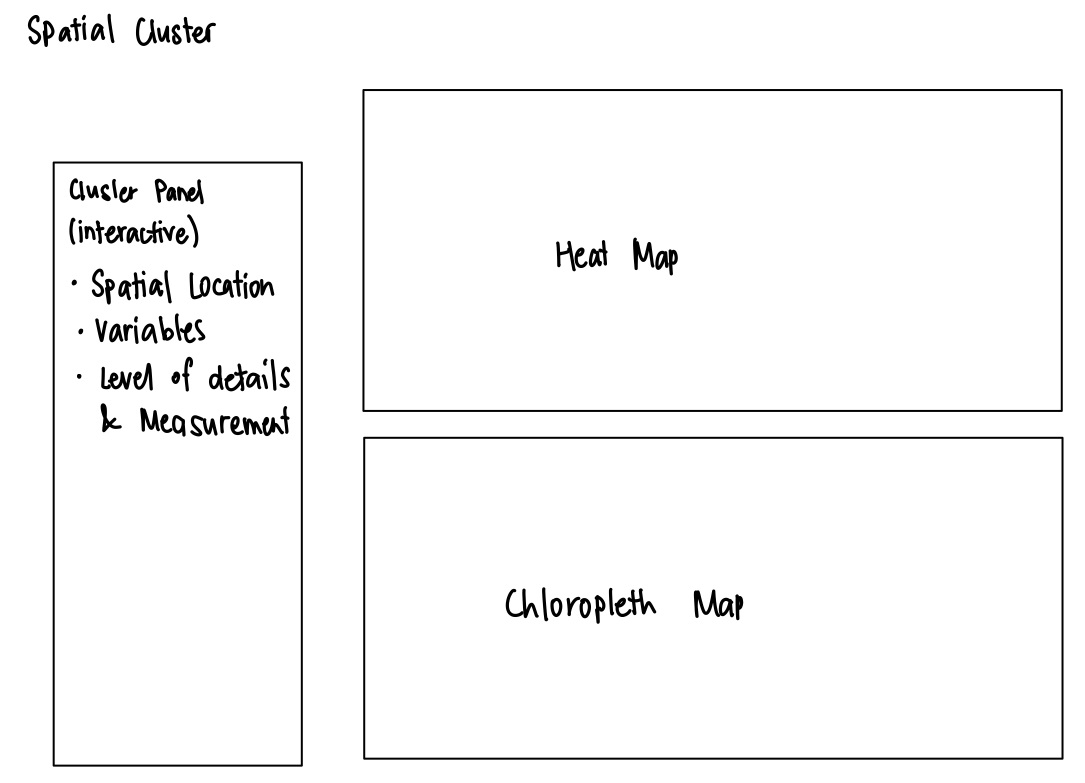 Spatial Cluster
Cluster Panel
(interactive)
• Spatial Location
• Variables
• Level of details
& Measurement
Heat Map
Chloropleth Map